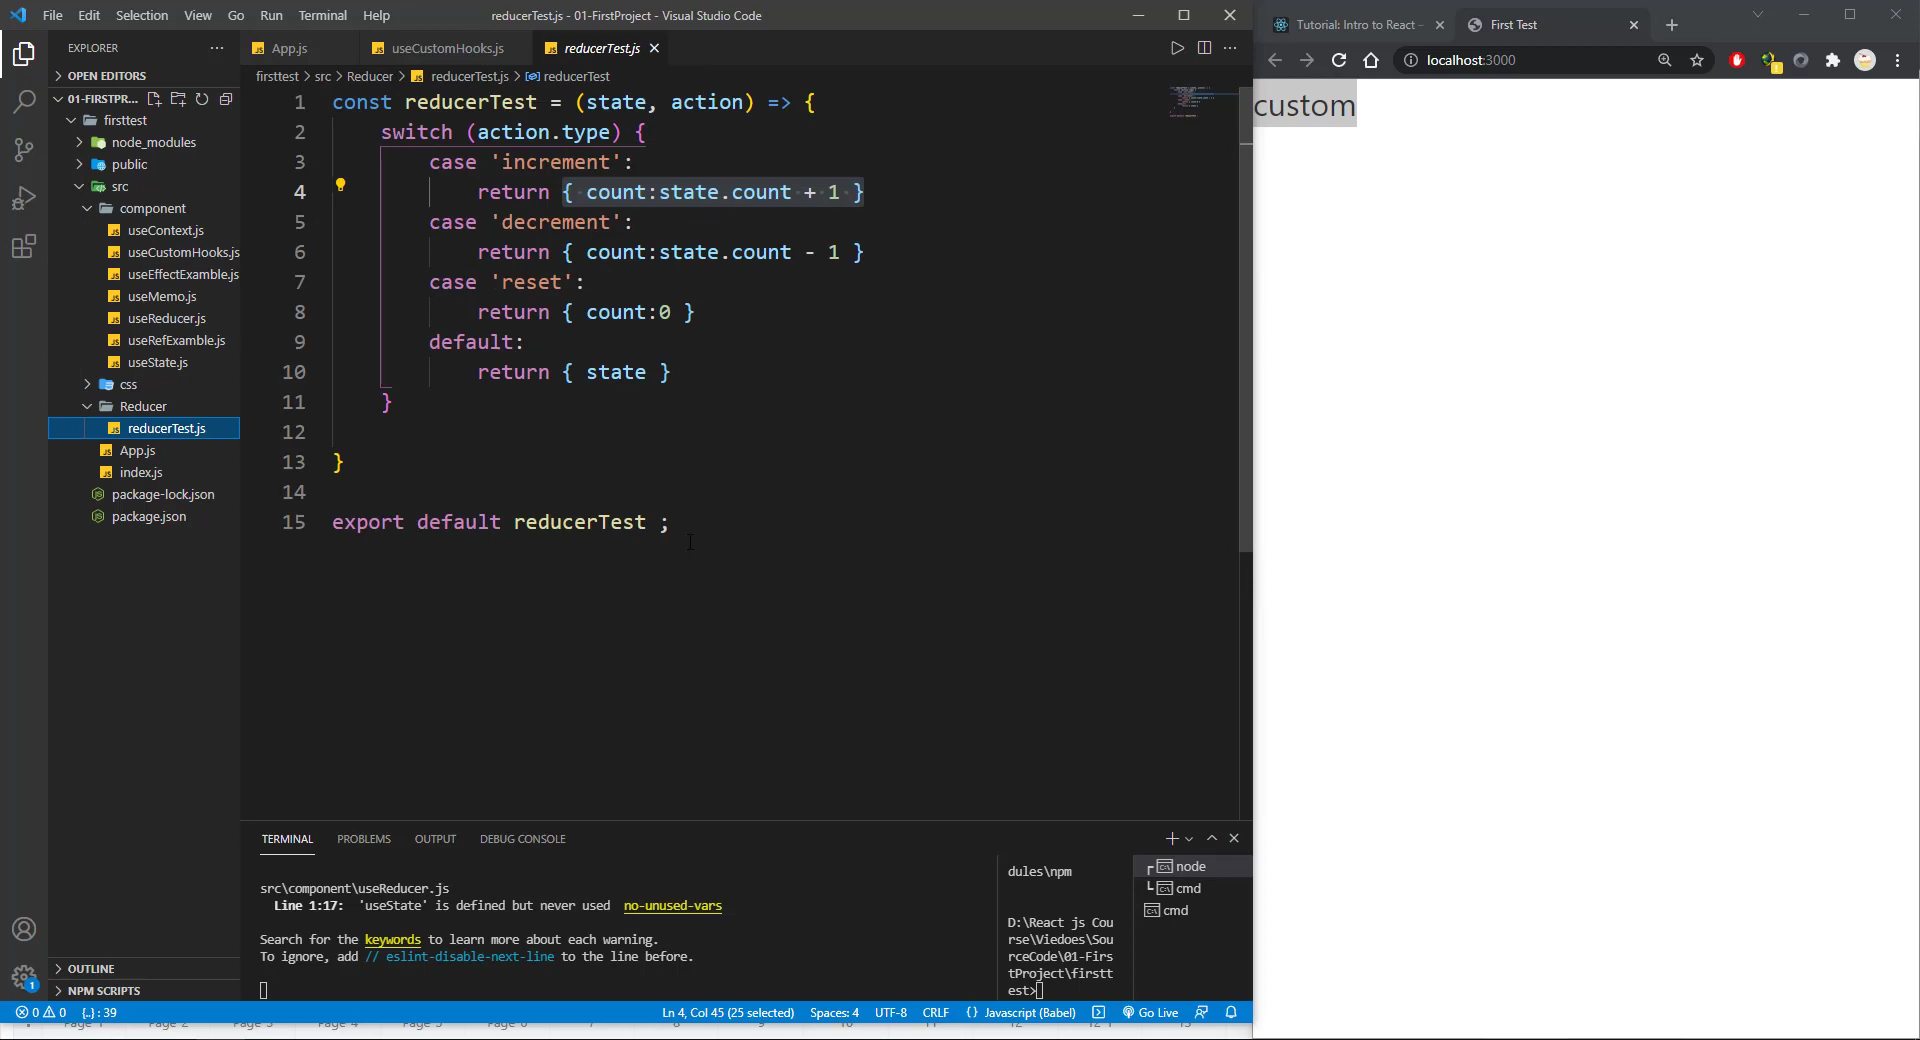 File Edit Selection View Go Run Terminal Help reducerTest.js - 01-FirstProject - Visual Studio Code
EXPLORER
OPEN EDITORS
01-FIRSTPR...
firsttest
node_modules
public
src
component
useContext.js
useCustomHooks.js
useEffectExamble.js
useMemo.js
useReducer.js
useRefExamble.js
useState.js
css
Reducer
reducerTest.js
App.js
index.js
package-lock.json
package.json
OUTLINE
NPM SCRIPTS
App.js useCustomHooks.js reducerTest.js
firsttest > src > Reducer > reducerTest.js > reducerTest
1 const reducerTest = (state, action) => {
2 switch (action.type) {
3 case 'increment':
4 return { count:state.count + 1 }
5 case 'decrement':
6 return { count:state.count - 1 }
7 case 'reset':
8 return { count:0 }
9 default:
10 return { state }
11 }
12
13 }
14
15 export default reducerTest ;
TERMINAL PROBLEMS OUTPUT DEBUG CONSOLE
src\component\useReducer.js
Line 1:17: 'useState' is defined but never used no-unused-vars
Search for the keywords to learn more about each warning.
To ignore, add // eslint-disable-next-line to the line before.
dules\npm
D:\React js Cou
rse\Viedoes\Sou
rceCode\01-Firs
tProject\firstt
est>
node
cmd
cmd
1
0 0 {..} : 39 Ln 4, Col 45 (25 selected) Spaces: 4 UTF-8 CRLF {} Javascript (Babel) Go Live
Tutorial: Intro to React – First Test
localhost:3000
custom